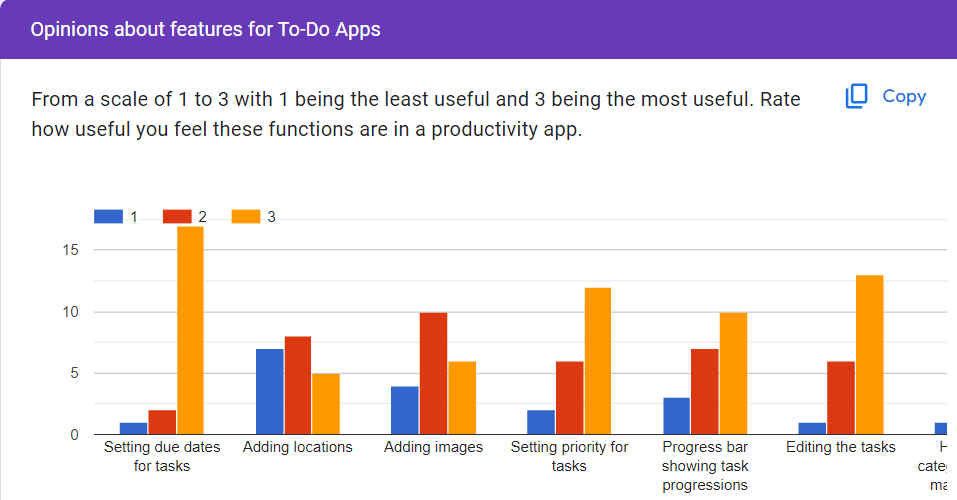 Opinions about features for To-Do Apps
From a scale of 1 to 3 with 1 being the least useful and 3 being the most useful. Rate
how useful you feel these functions are in a productivity app.
Copy
1 2 3
15
10
5
0
Setting due dates
for tasks
Adding locations
Adding images
Setting priority for
tasks
Progress bar
showing task
progressions
Editing the tasks